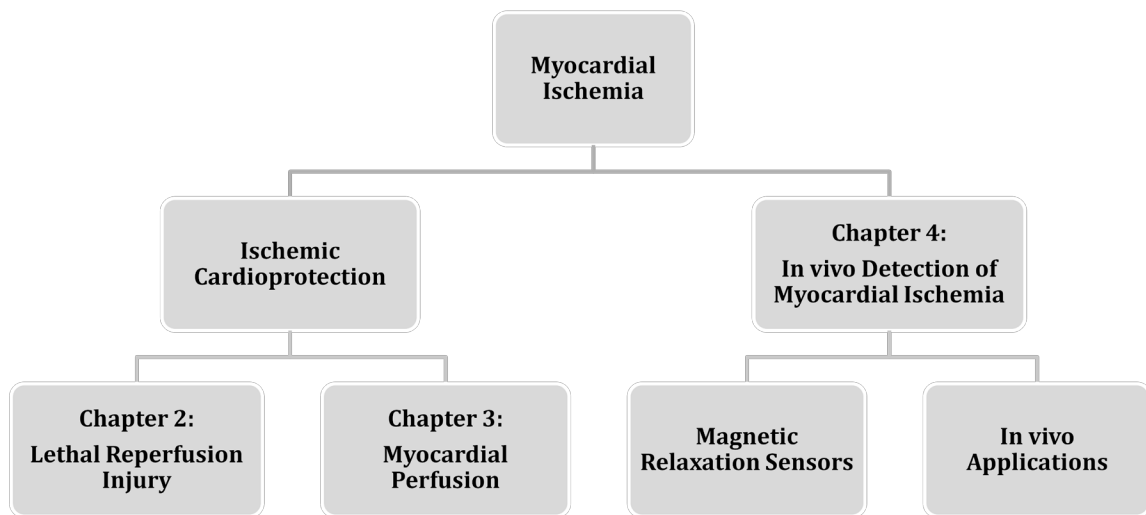 Myocardial
Ischemia
Ischemic
Cardioprotection
Chapter 4:
In vivo Detection of
Myocardial Ischemia
Chapter 2:
Lethal Reperfusion
Injury
Chapter 3:
Myocardial
Perfusion
Magnetic
Relaxation Sensors
In vivo
Applications